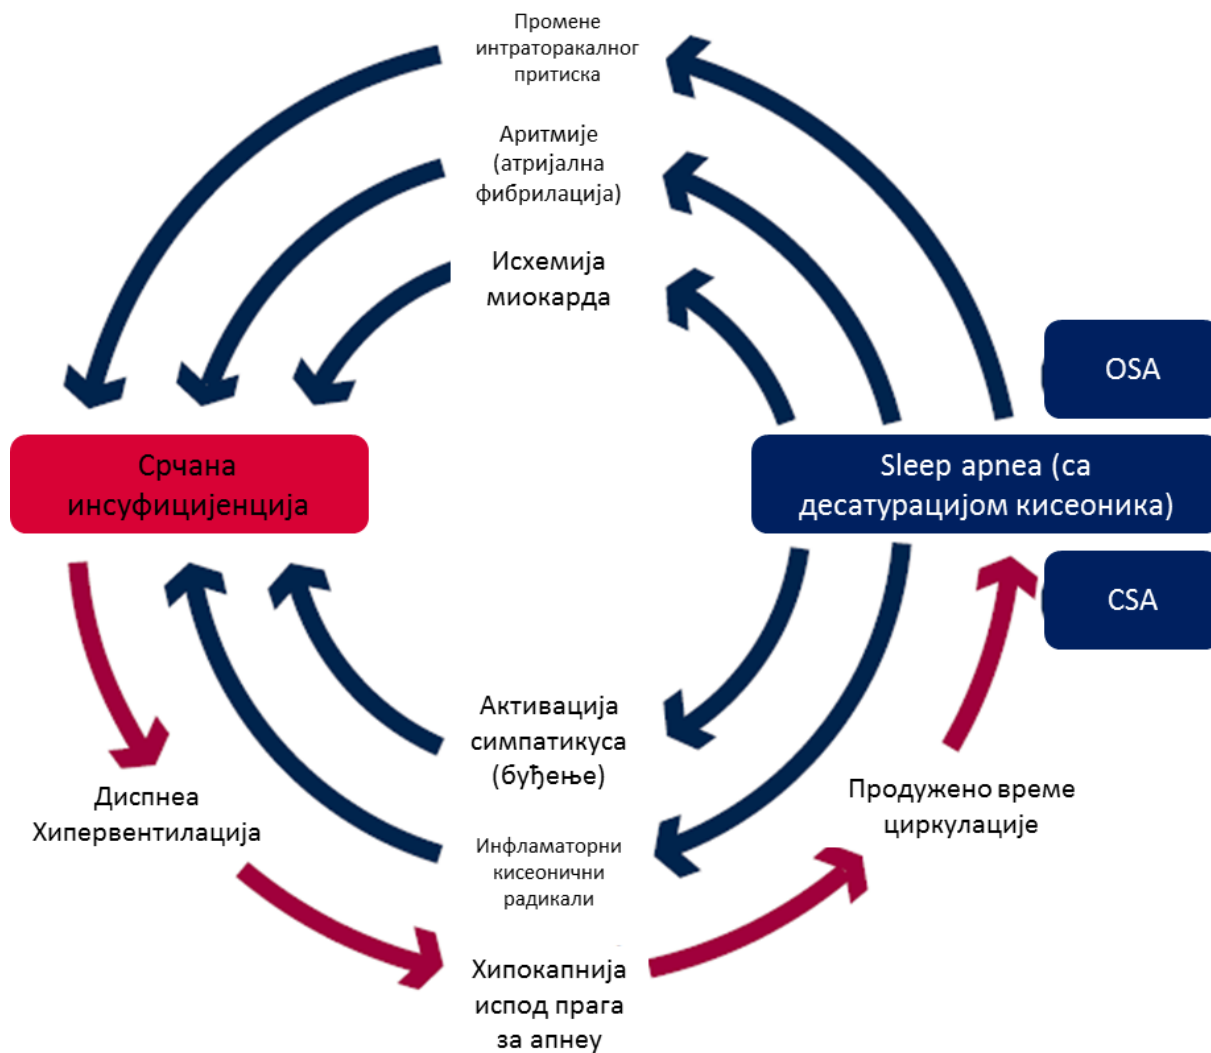 Промене
интраторакалног
притиска
Аритмије
(атријална
фибрилација)
Исхемија
миокарда
OSA
Срчана
инсуфицијенција
Sleep apnea (са
десатурацијом кисеоника)
CSA
Активација
симпатикуса
(буђење)
Диспнеа
Хипервентилација
Продужено време
циркулације
Инфламаторни
кисеонични
радикали
Хипокапнија
испод прага
за апнеу